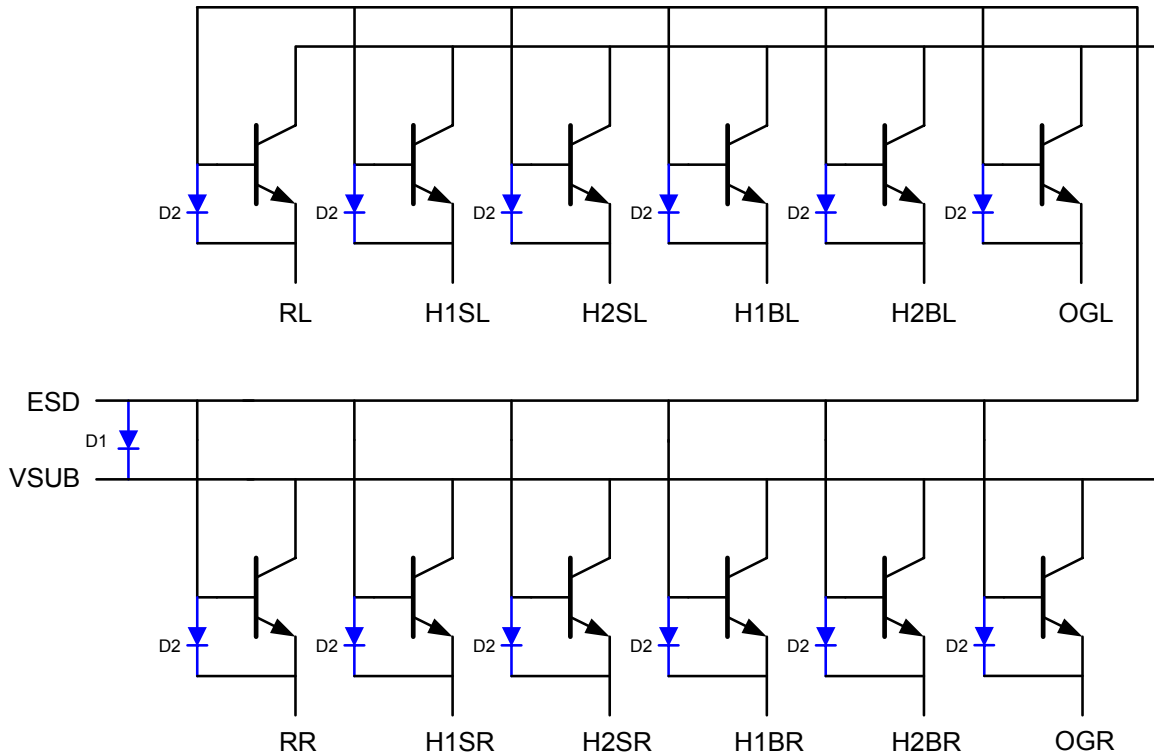 D2 D2 D2 D2 D2 D2
RL H1SL H2SL H1BL H2BL OGL
ESD
D1
VSUB
D2 D2 D2 D2 D2 D2
RR H1SR H2SR H1BR H2BR OGR